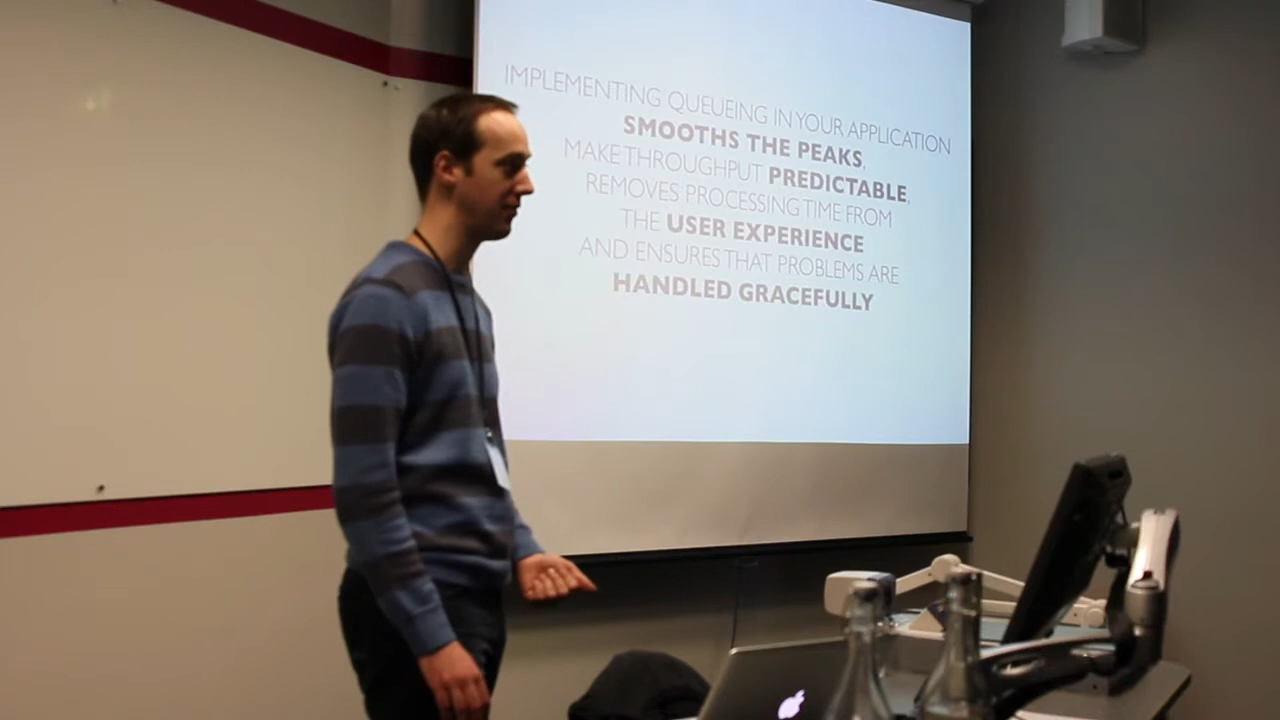 IMPLEMENTING QUEUEING IN YOUR APPLICATION
SMOOTHS THE PEAKS,
MAKE THROUGHPUT PREDICTABLE,
REMOVES PROCESSING TIME FROM
THE USER EXPERIENCE
AND ENSURES THAT PROBLEMS ARE
HANDLED GRACEFULLY